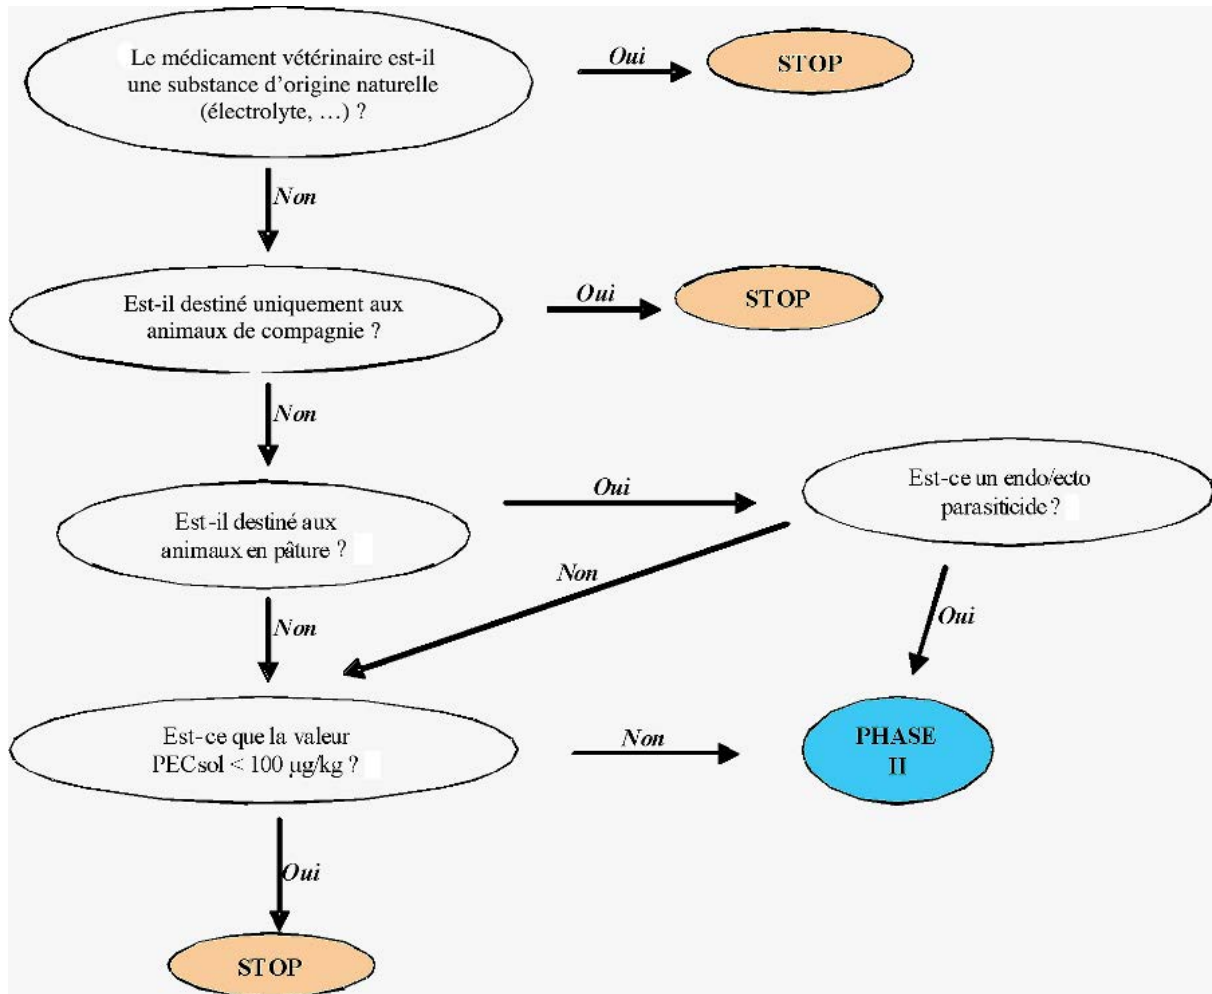 Le médicament vétérinaire est-il
une substance d'origine naturelle
(électrolyte, …) ?
Oui
STOP
Non
Est-il destiné uniquement aux
animaux de compagnie ?
Oui
STOP
Non
Est-il destiné aux
animaux en pâture ?
Oui
Est-ce un endo/ecto
parasiticide ?
Non
Non
Oui
Est-ce que la valeur
PECsol < 100 µg/kg ?
Non
PHASE
II
Oui
STOP